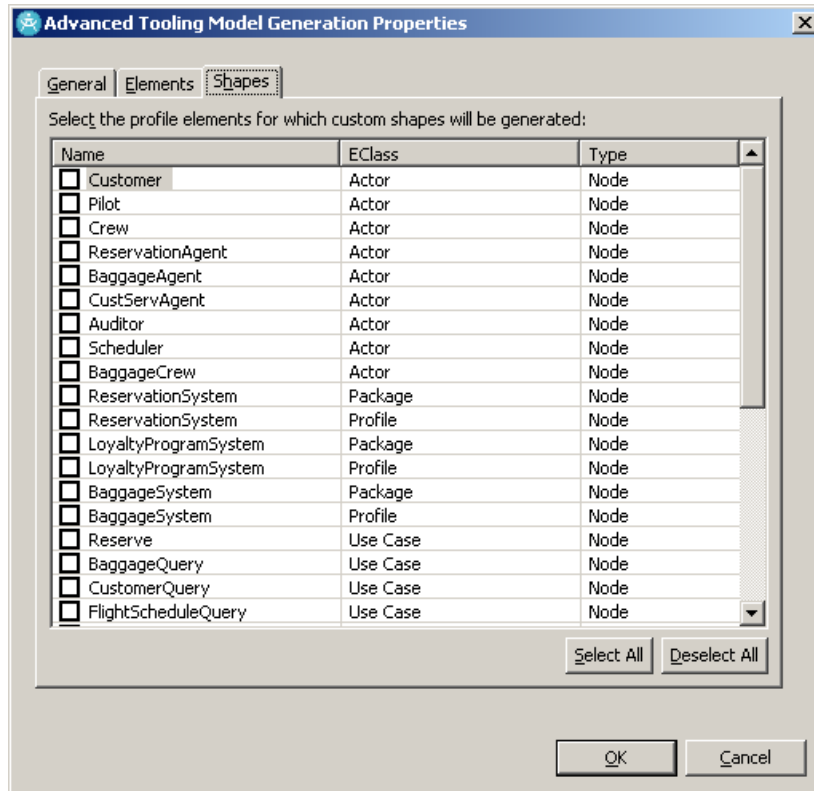 Advanced Tooling Model Generation Properties
General Elements Shapes
Select the profile elements for which custom shapes will be generated:
Name EClass Type
Customer Actor Node
Pilot Actor Node
Crew Actor Node
ReservationAgent Actor Node
BaggageAgent Actor Node
CustServAgent Actor Node
Auditor Actor Node
Scheduler Actor Node
BaggageCrew Actor Node
ReservationSystem Package Node
ReservationSystem Profile Node
LoyaltyProgramSystem Package Node
LoyaltyProgramSystem Profile Node
BaggageSystem Package Node
BaggageSystem Profile Node
Reserve Use Case Node
BaggageQuery Use Case Node
CustomerQuery Use Case Node
FlightScheduleQuery Use Case Node
Select All Deselect All
OK Cancel